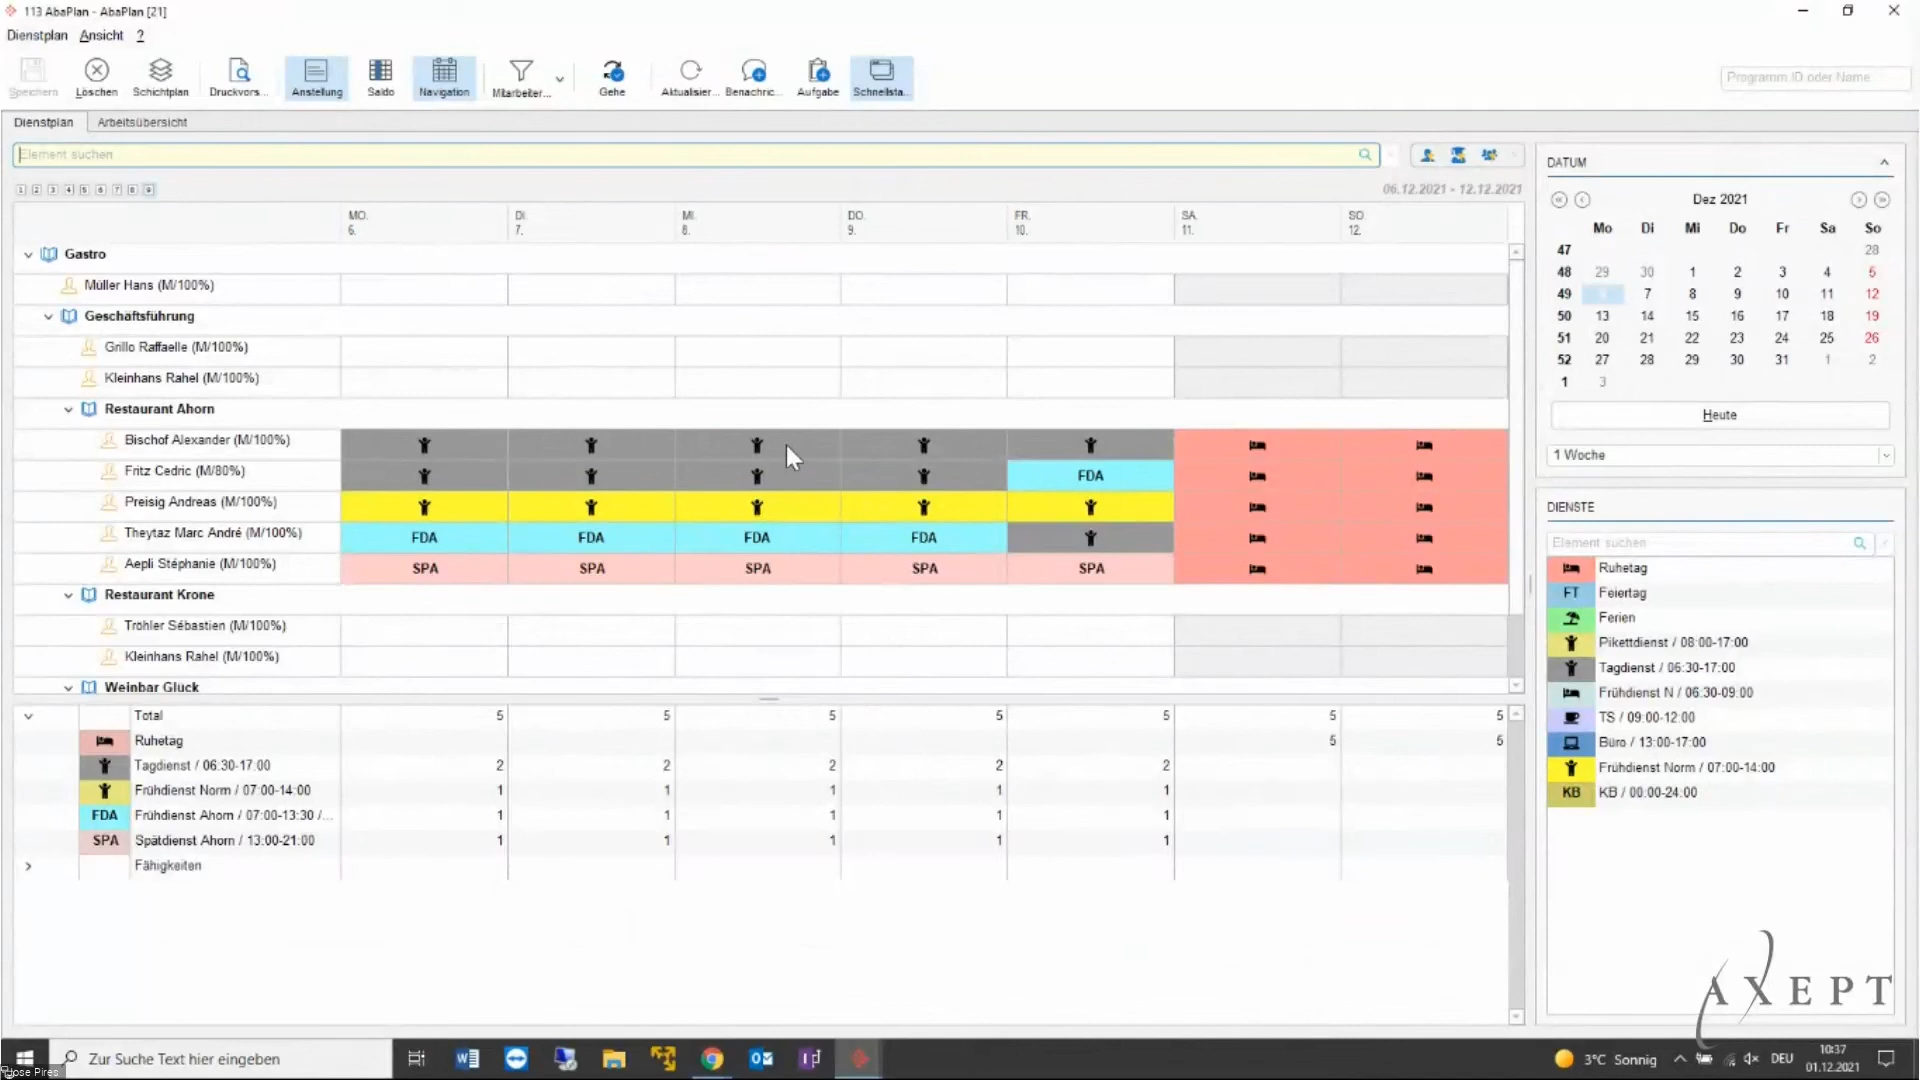 113 AbaPlan - AbaPlan [21]
Dienstplan Ansicht ?
Speichern Löschen Schichtplan Druckvors... Anstellung Saldo Navigation Mitarbeiter... Gehe Aktualisier... Benachric... Aufgabe Schnellsta...
Programm ID oder Name
Dienstplan Arbeitsübersicht
Element suchen
1 2 3 4 5 6 7 8 9
06.12.2021 - 12.12.2021
MO. DI. MI. DO. FR. SA. SO.
6. 7. 8. 9. 10. 11. 12.
Gastro
Müller Hans (M/100%)
Geschäftsführung
Grillo Raffaelle (M/100%)
Kleinhans Rahel (M/100%)
Restaurant Ahorn
Bischof Alexander (M/100%)
Fritz Cedric (M/80%) FDA
Preisig Andreas (M/100%)
Theytaz Marc André (M/100%) FDA FDA FDA FDA
Aepli Stéphanie (M/100%) SPA SPA SPA SPA SPA
Restaurant Krone
Tröhler Sébastien (M/100%)
Kleinhans Rahel (M/100%)
Weinbar Glück
Total 5 5 5 5 5 5 5
Ruhetag 5 5
Tagdienst / 06:30-17:00 2 2 2 2 2
Frühdienst Norm / 07:00-14:00 1 1 1 1 1
FDA Frühdienst Ahorn / 07:00-13:30 /... 1 1 1 1 1
SPA Spätdienst Ahorn / 13:00-21:00 1 1 1 1 1
Fähigkeiten
DATUM
Dez 2021
Mo Di Mi Do Fr Sa So
47 28
48 29 30 1 2 3 4 5
49 6 7 8 9 10 11 12
50 13 14 15 16 17 18 19
51 20 21 22 23 24 25 26
52 27 28 29 30 31 1 2
1 3
Heute
1 Woche
DIENSTE
Element suchen
Ruhetag
FT Feiertag
Ferien
Pikettdienst / 08:00-17:00
Tagdienst / 06:30-17:00
Frühdienst N / 06:30-09:00
TS / 09:00-12:00
Büro / 13:00-17:00
Frühdienst Norm / 07:00-14:00
KB KB / 00:00-24:00
AXEPT
Zur Suche Text hier eingeben
3°C Sonnig
DEU
10:37
01.12.2021
Jose Pires